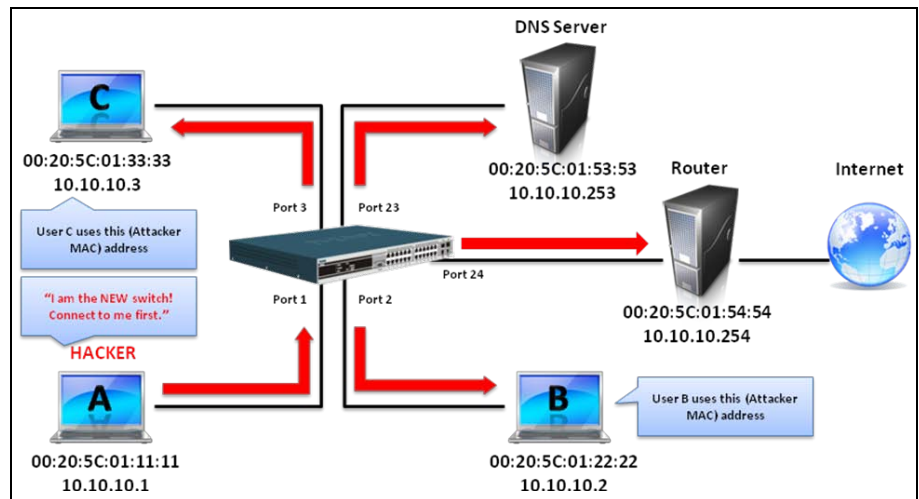 DNS Server
C
00:20:5C:01:53:53
10.10.10.253
00:20:5C:01:33:33
10.10.10.3
Router
Internet
Port 3
Port 23
User C uses this (Attacker
MAC) address
Port 24
"I am the NEW switch!
Connect to me first."
Port 1
Port 2
00:20:5C:01:54:54
10.10.10.254
HACKER
A
B
User B uses this (Attacker
MAC) address
00:20:5C:01:11:11
10.10.10.1
00:20:5C:01:22:22
10.10.10.2